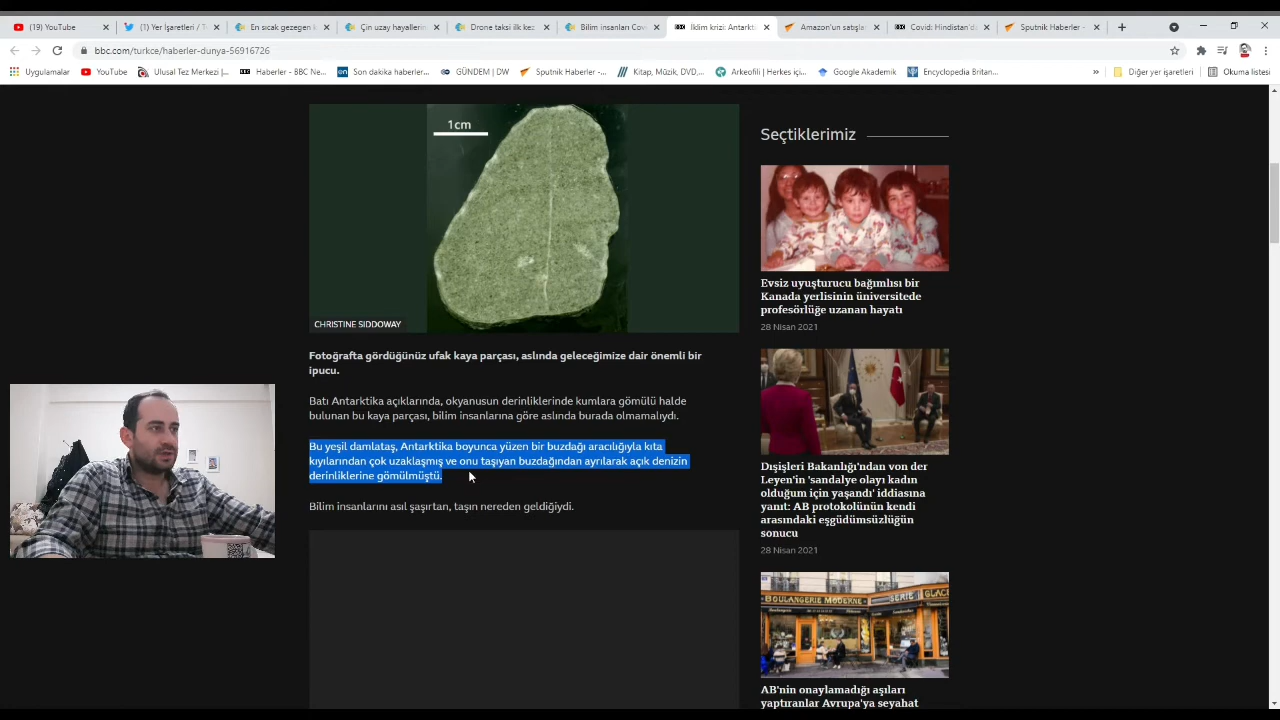 (19) YouTube
(1) Yer İşaretleri / T
En sıcak gezegen k
Çin uzay hayallerin
Drone taksi ilk kez
Bilim insanları Cov
İklim krizi: Antarkt
Amazon'un satışla
Covid: Hindistan'd
Sputnik Haberler -
bbc.com/turkce/haberler-dunya-56916726
Uygulamalar
YouTube
Ulusal Tez Merkezi |...
Haberler - BBC Ne...
Son dakika haberler...
GÜNDEM | DW
Sputnik Haberler -...
Kitap, Müzik, DVD,...
Arkeofili | Herkes iç...
Google Akademik
Encyclopedia Britan...
»
Diğer yer işaretleri
Okuma listesi
1cm
CHRISTINE SIDDOWAY
Fotoğrafta gördüğünüz ufak kaya parçası, aslında geleceğimize dair önemli bir
ipucu.
Batı Antarktika açıklarında, okyanusun derinliklerinde kumlara gömülü halde
bulunan bu kaya parçası, bilim insanlarına göre aslında burada olmamalıydı.
Bu yeşil damlataş, Antarktika boyunca yüzen bir buzdağı aracılığıyla kıta
kıyılarından çok uzaklaşmış ve onu taşıyan buzdağından ayrılarak açık denizin
derinliklerine gömülmüştü.
Bilim insanlarını asıl şaşırtan, taşın nereden geldiğiydi.
Seçtiklerimiz
Evsiz uyuşturucu bağımlısı bir
Kanada yerlisinin üniversitede
profesörlüğe uzanan hayatı
28 Nisan 2021
Dışişleri Bakanlığı'ndan von der
Leyen'in 'sandalye olayı kadın
olduğum için yaşandı' iddiasına
yanıt: AB protokolünün kendi
arasındaki eşgüdümsüzlüğün
sonucu
28 Nisan 2021
BOULANGERIE MODERNE
AB'nin onaylamadığı aşıları
yaptıranlar Avrupa'ya seyahat